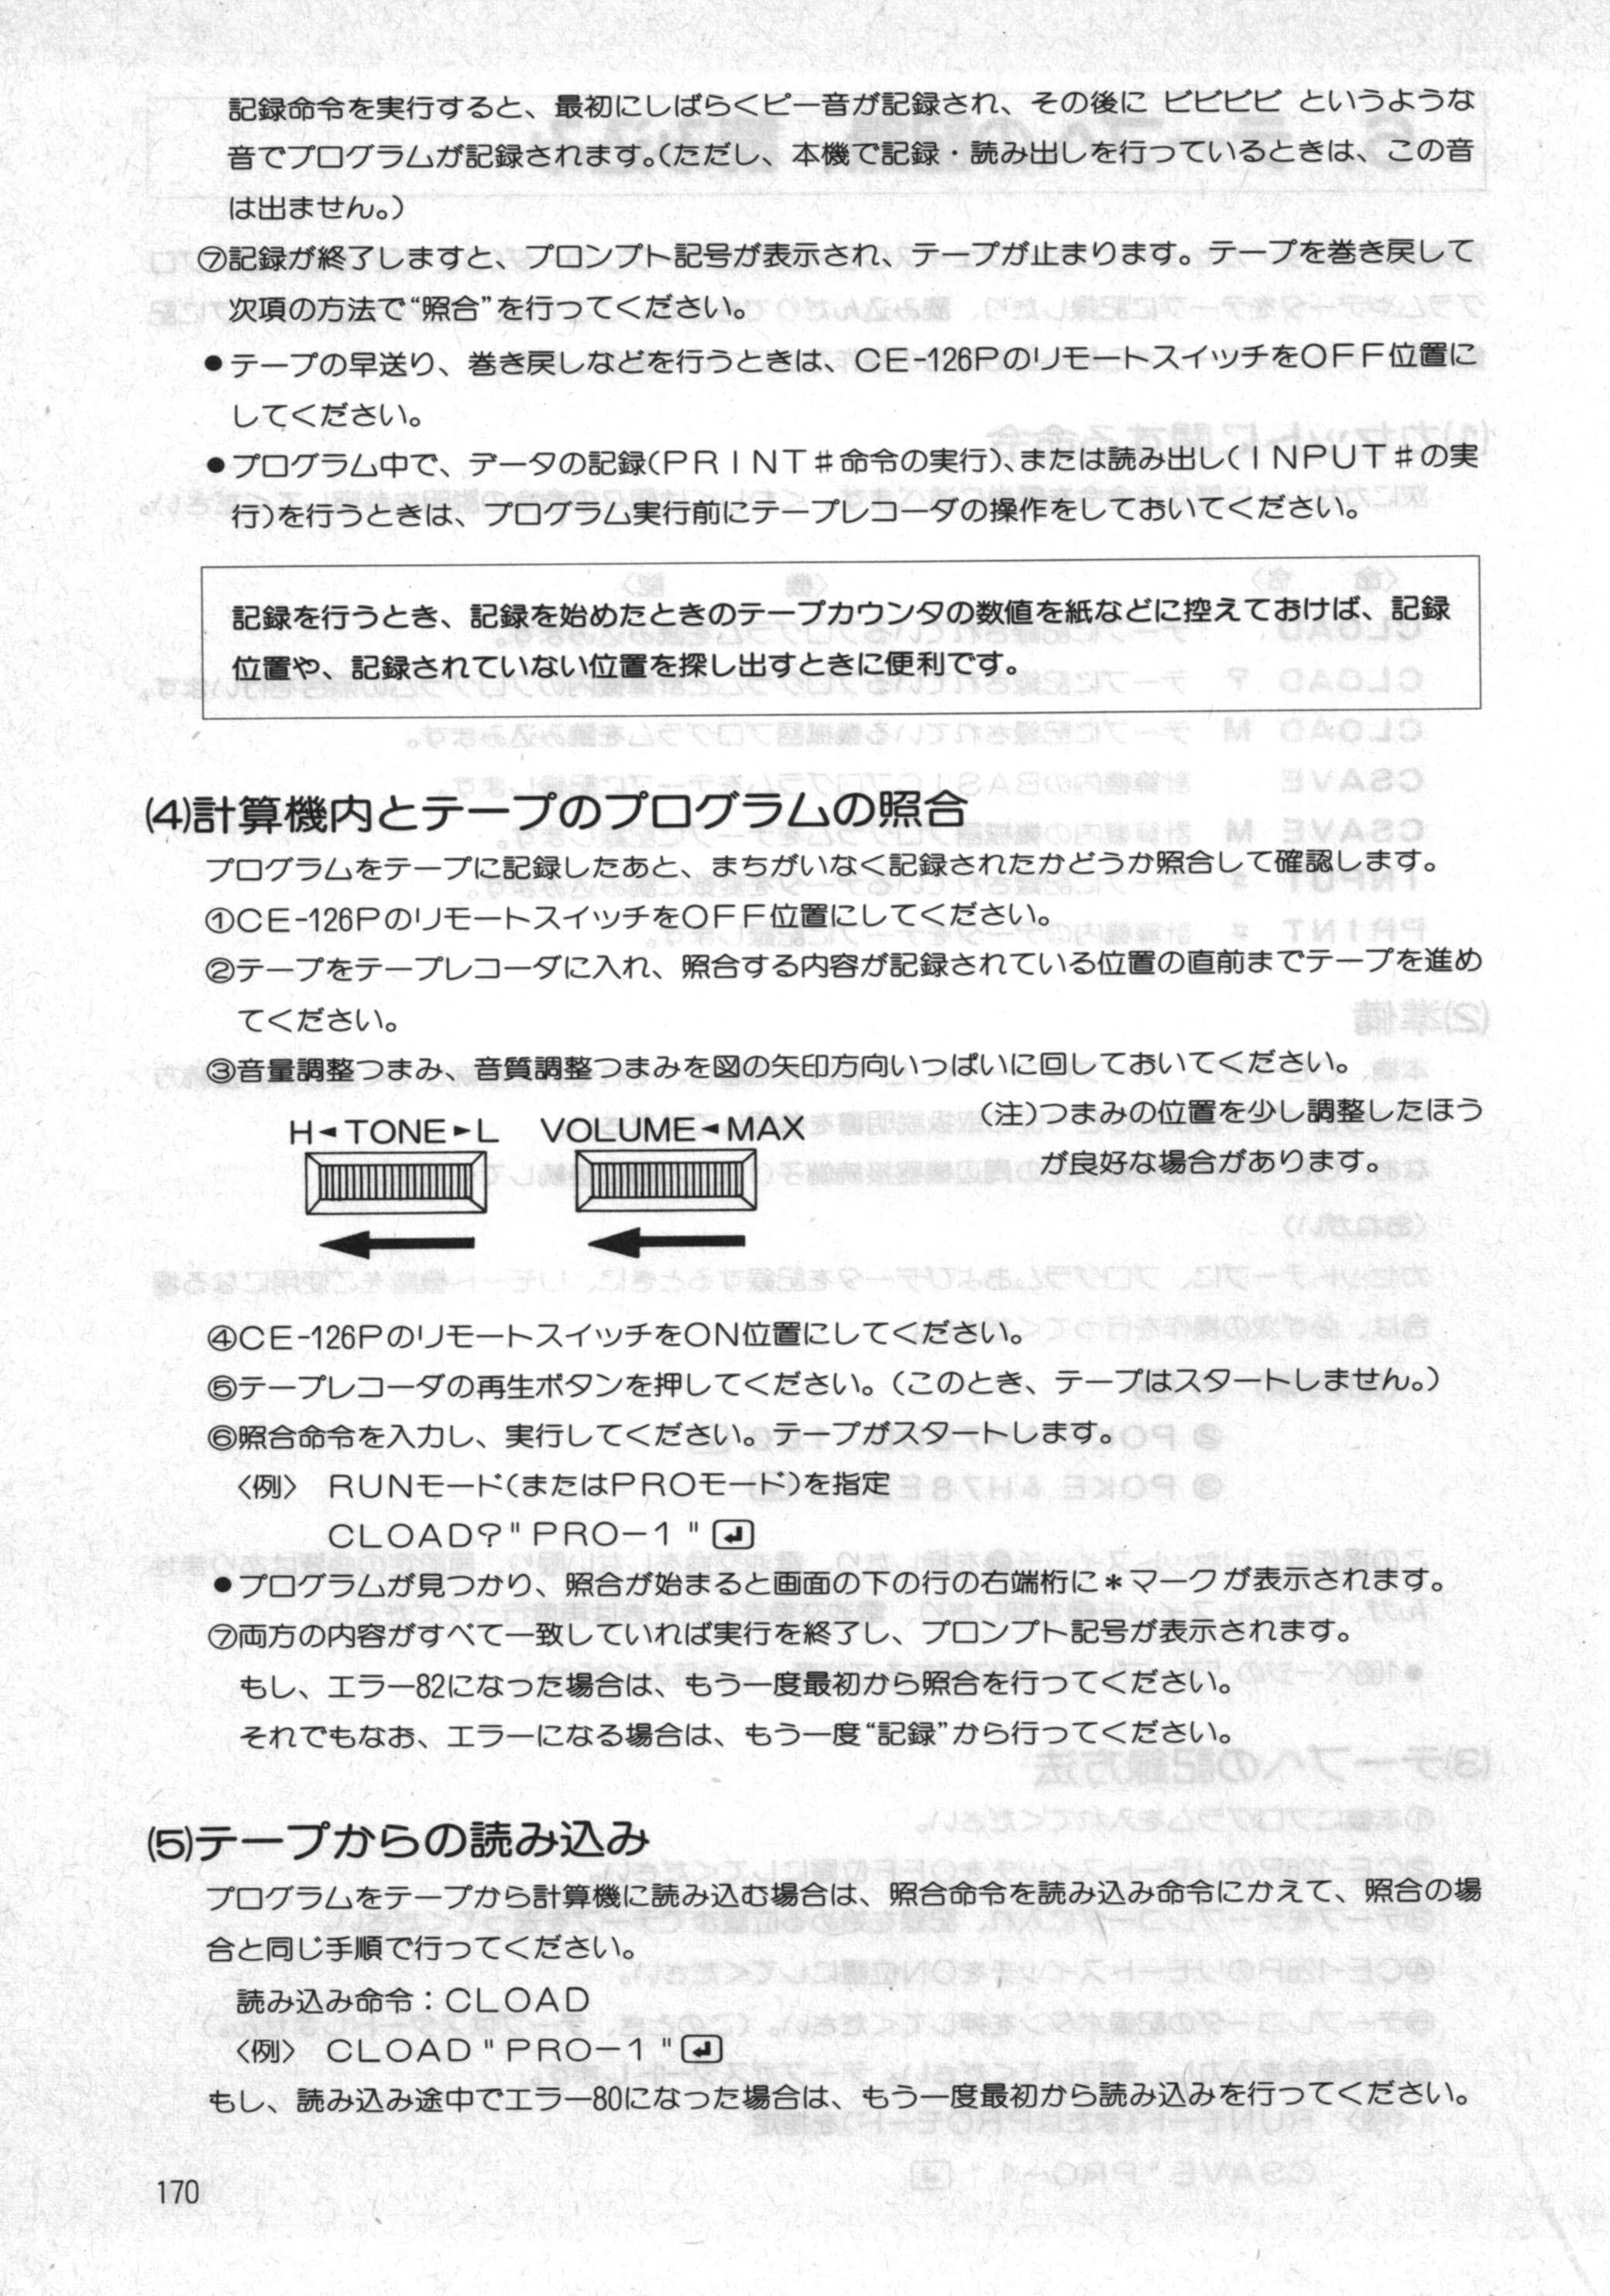 記録命令を実行すると、最初にしばらくピー音が記録され、その後に ビビビビ というような
音でプログラムが記録されます。(ただし、本機で記録・読み出しを行っているときは、この音
は出ません。)
⑦記録が終了しますと、プロンプト記号が表示され、テープが止まります。テープを巻き戻して
次項の方法で“照合”を行ってください。
●テープの早送り、巻き戻しなどを行うときは、CE-126PのリモートスイッチをOFF位置に
してください。
●プログラム中で、データの記録(PRINT#命令の実行)、または読み出し(INPUT#の実
行)を行うときは、プログラム実行前にテープレコーダの操作をしておいてください。
記録を行うとき、記録を始めたときのテープカウンタの数値を紙などに控えておけば、記録
位置や、記録されていない位置を探し出すときに便利です。
(4)計算機内とテープのプログラムの照合
プログラムをテープに記録したあと、まちがいなく記録されたかどうか照合して確認します。
①CE-126PのリモートスイッチをOFF位置にしてください。
②テープをテープレコーダに入れ、照合する内容が記録されている位置の直前までテープを進め
てください。
③音量調整つまみ、音質調整つまみを図の矢印方向いっぱいに回しておいてください。
H◄TONE►L VOLUME◄MAX
(注)つまみの位置を少し調整したほう
が良好な場合があります。
④CE-126PのリモートスイッチをON位置にしてください。
⑤テープレコーダの再生ボタンを押してください。(このとき、テープはスタートしません。)
⑥照合命令を入力し、実行してください。テープがスタートします。
〈例〉 RUNモード(またはPROモード)を指定
CLOAD?"PRO−1"↵
●プログラムが見つかり、照合が始まると画面の下の行の右端桁に*マークが表示されます。
⑦両方の内容がすべて一致していれば実行を終了し、プロンプト記号が表示されます。
もし、エラー82になった場合は、もう一度最初から照合を行ってください。
それでもなお、エラーになる場合は、もう一度“記録”から行ってください。
(5)テープからの読み込み
プログラムをテープから計算機に読み込む場合は、照合命令を読み込み命令にかえて、照合の場
合と同じ手順で行ってください。
読み込み命令：CLOAD
〈例〉 CLOAD"PRO−1"↵
もし、読み込み途中でエラー80になった場合は、もう一度最初から読み込みを行ってください。
170